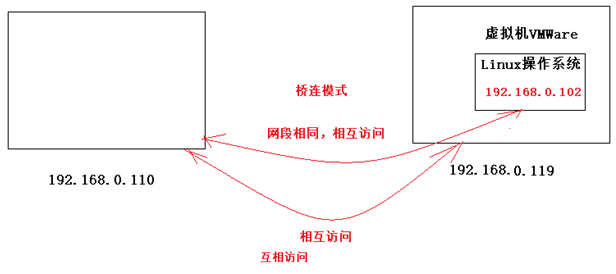 虚拟机VMWare
Linux操作系统
192.168.0.102
桥连模式
网段相同，相互访问
192.168.0.110
192.168.0.119
相互访问
互相访问